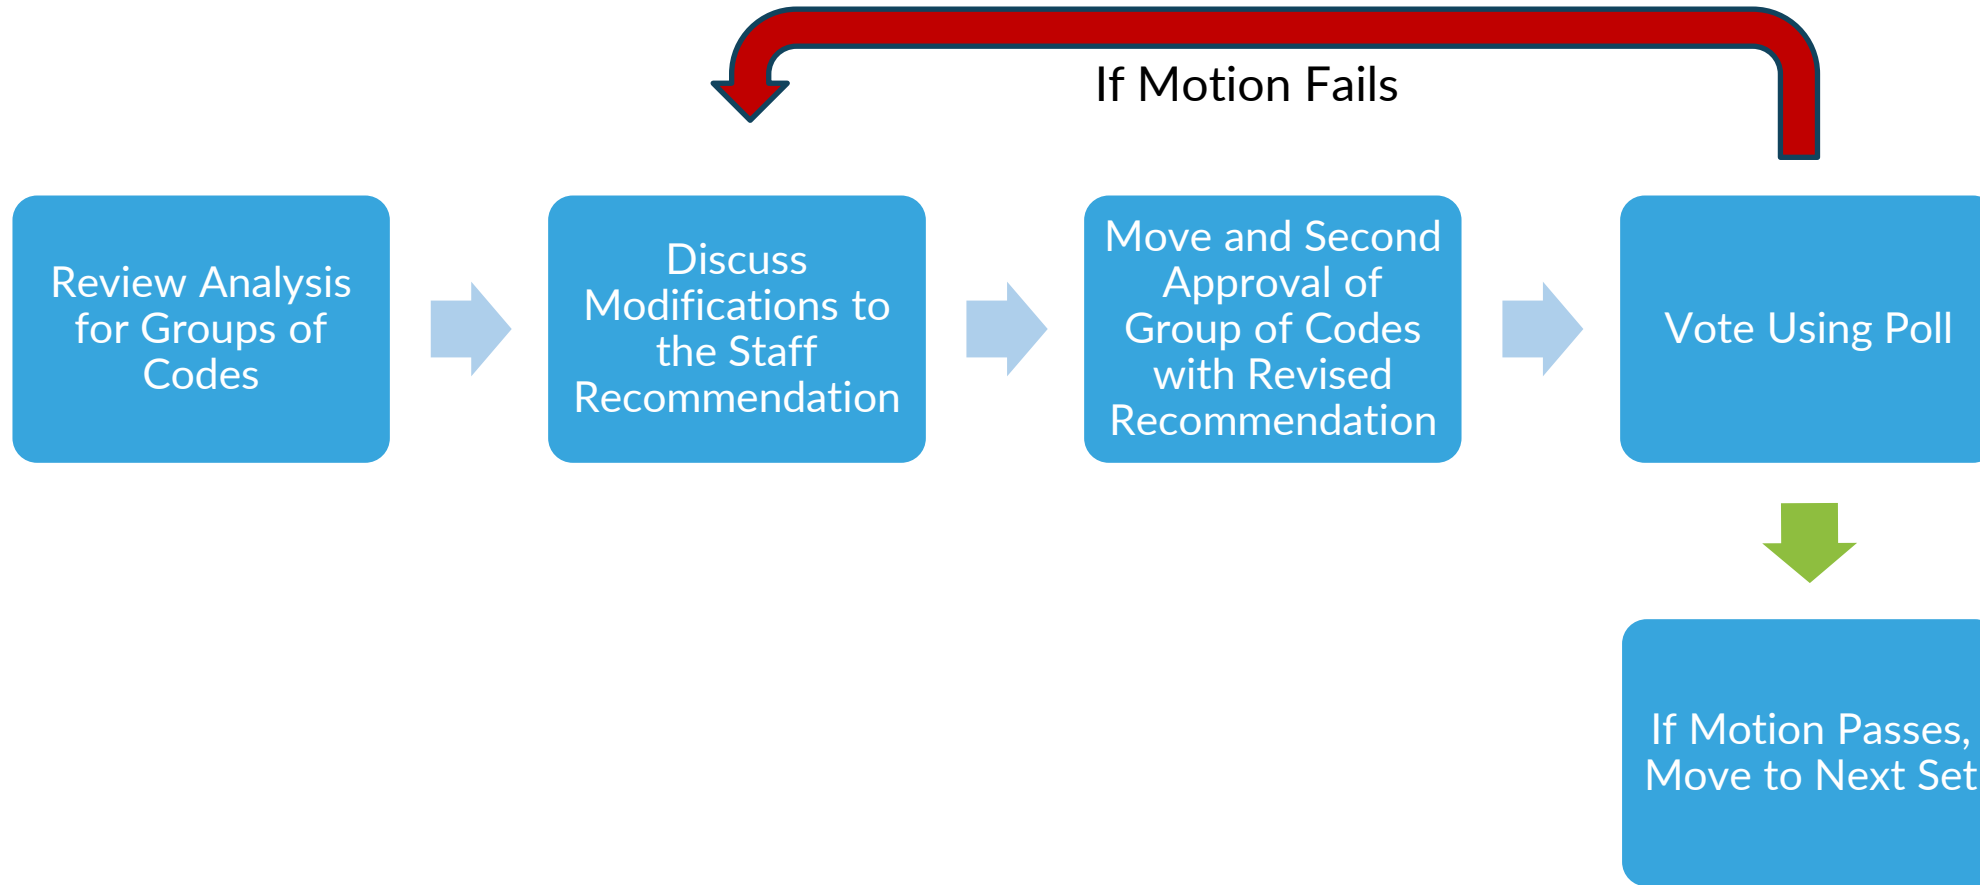 If Motion Fails
Review Analysis
for Groups of
Codes
Discuss
Modifications to
the Staff
Recommendation
Move and Second
Approval of
Group of Codes
with Revised
Recommendation
Vote Using Poll
If Motion Passes,
Move to Next Set